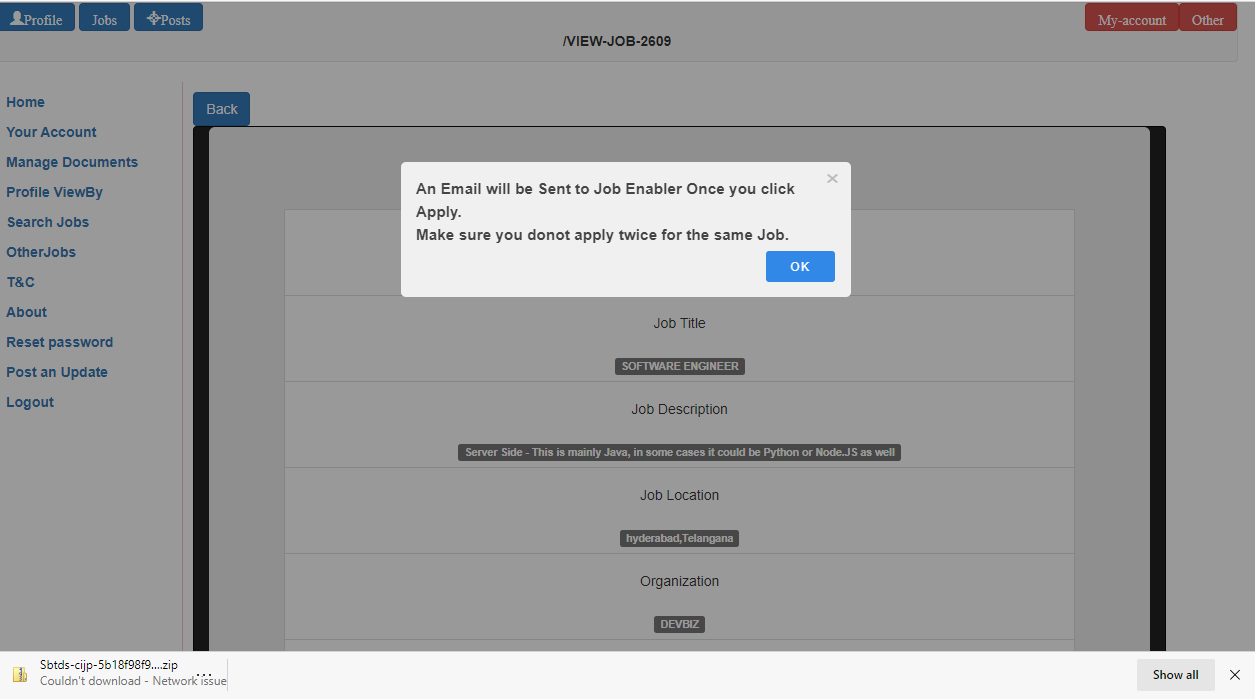 Profile Jobs Posts My-account Other
/VIEW-JOB-2609
Home
Your Account
Manage Documents
Profile ViewBy
Search Jobs
OtherJobs
T&C
About
Reset password
Post an Update
Logout
Back
An Email will be Sent to Job Enabler Once you click
Apply.
Make sure you donot apply twice for the same Job.
×
OK
Job Title
SOFTWARE ENGINEER
Job Description
Server Side - This is mainly Java, in some cases it could be Python or Node.JS as well
Job Location
hyderabad,Telangana
Organization
DEVBIZ
Sbtds-cijp-5b18f98f9....zip
Couldn't download - Network issue
...
Show all